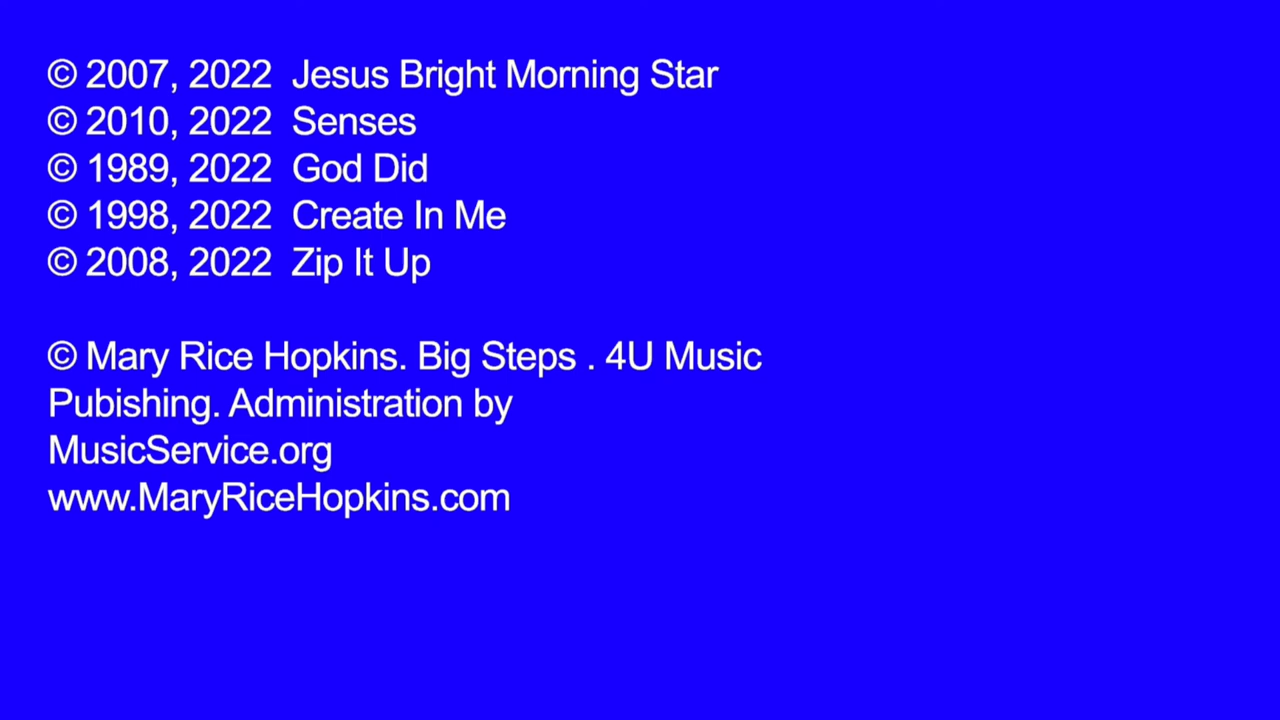 © 2007, 2022  Jesus Bright Morning Star
© 2010, 2022  Senses
© 1989, 2022  God Did
© 1998, 2022  Create In Me
© 2008, 2022  Zip It Up
© Mary Rice Hopkins. Big Steps . 4U Music
Pubishing. Administration by
MusicService.org
www.MaryRiceHopkins.com